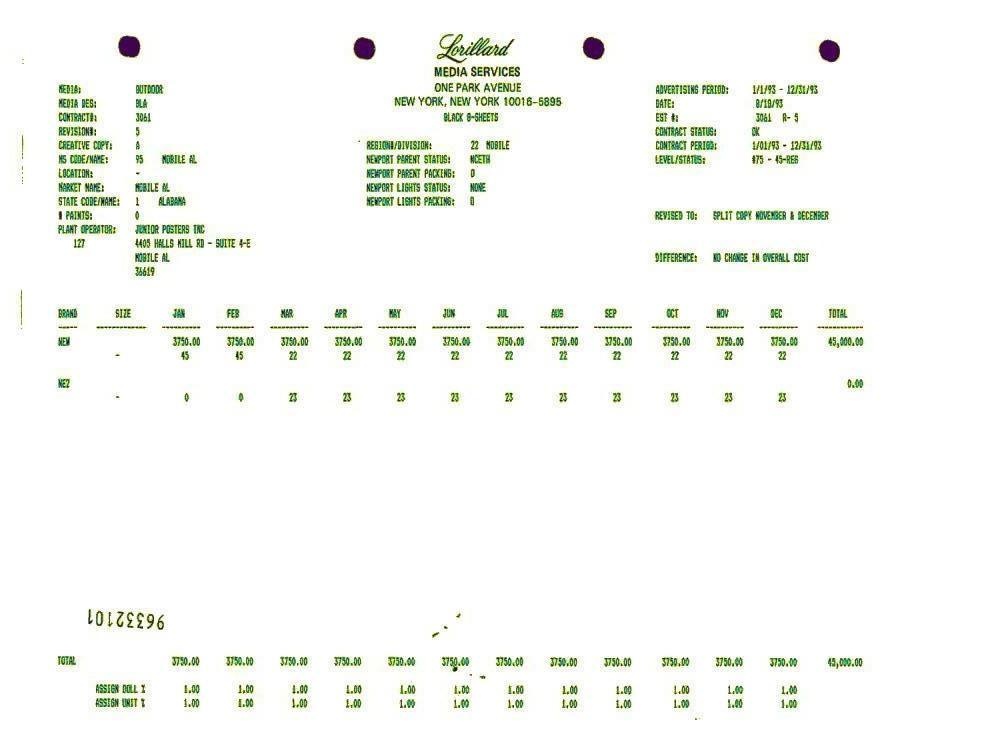 Lorillard
MEDIA SERVICES
ONE PARK AVENUE
NEW YORK, NEW YORK 10016-5895
BLACK 8-SHEETS
MEDIA: OUTDOOR
MEDIA DES: BLA
CONTRACT#: 3061
REVISION#: 5
CREATIVE COPY: A
MS CODE/NAME: 95 MOBILE AL
LOCATION: -
MARKET NAME: MOBILE AL
STATE CODE/NAME: 1 ALABAMA
# PAINTS: 0
PLANT OPERATOR: JUNIOR POSTERS INC
127 4405 HALLS MILL RD - SUITE 4-E
MOBILE AL
36619
REGION#/DIVISION: 22 MOBILE
NEWPORT PARENT STATUS: NCETH
NEWPORT PARENT PACKING: 0
NEWPORT LIGHTS STATUS: NONE
NEWPORT LIGHTS PACKING: 0
ADVERTISING PERIOD: 1/1/93 - 12/31/93
DATE: 8/18/93
EST #: 3061 R- 5
CONTRACT STATUS: OK
CONTRACT PERIOD: 1/01/93 - 12/31/93
LEVEL/STATUS: #75 - 45-REG
REVISED TO: SPLIT COPY NOVEMBER & DECEMBER
DIFFERENCE: NO CHANGE IN OVERALL COST
BRAND SIZE JAN FEB MAR APR MAY JUN JUL AUG SEP OCT NOV DEC TOTAL
NEW 3750.00 3750.00 3750.00 3750.00 3750.00 3750.00 3750.00 3750.00 3750.00 3750.00 3750.00 3750.00 45,000.00
- 45 45 22 22 22 22 22 22 22 22 22 22
NE2 0.00
- 0 0 23 23 23 23 23 23 23 23 23 23
96332101
TOTAL 3750.00 3750.00 3750.00 3750.00 3750.00 3750.00 3750.00 3750.00 3750.00 3750.00 3750.00 3750.00 45,000.00
ASSIGN DOLL % 1.00 1.00 1.00 1.00 1.00 1.00 1.00 1.00 1.00 1.00 1.00 1.00
ASSIGN UNIT % 1.00 1.00 1.00 1.00 1.00 1.00 1.00 1.00 1.00 1.00 1.00 1.00